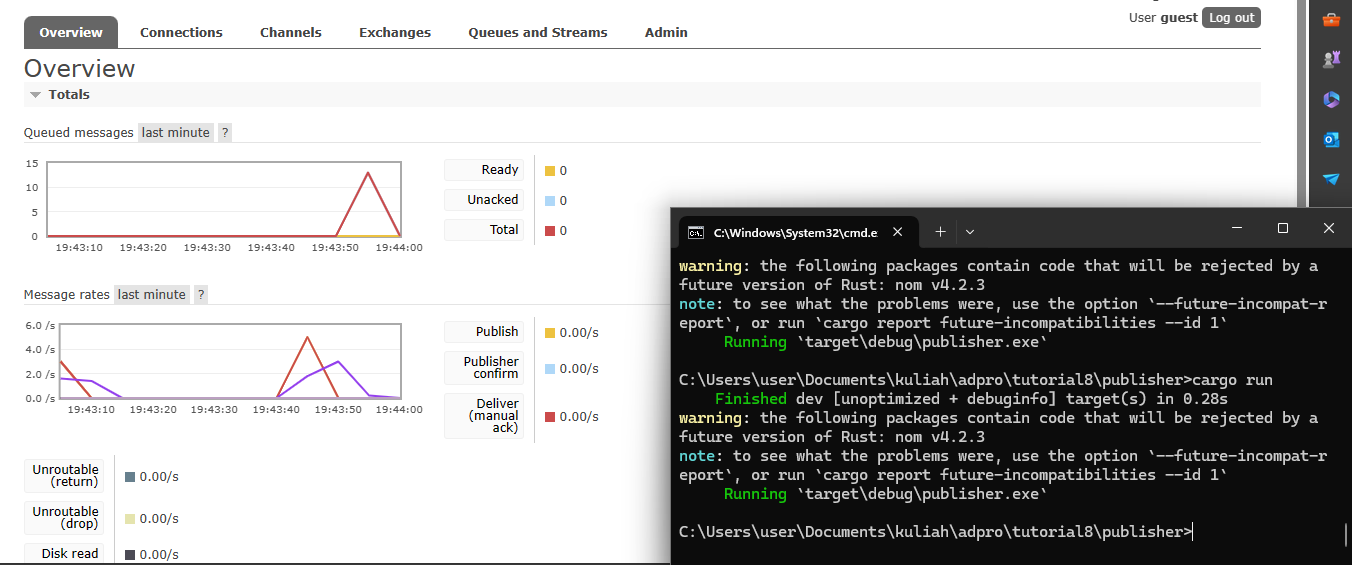 User guest Log out
Overview Connections Channels Exchanges Queues and Streams Admin
Overview
Totals
Queued messages last minute ?
15
10
5
0
19:43:10 19:43:20 19:43:30 19:43:40 19:43:50 19:44:00
Ready 0
Unacked 0
Total 0
Message rates last minute ?
6.0 /s
4.0 /s
2.0 /s
0.0 /s
19:43:10 19:43:20 19:43:30 19:43:40 19:43:50 19:44:00
Publish 0.00/s
Publisher
confirm 0.00/s
Deliver
(manual
ack) 0.00/s
Unroutable
(return) 0.00/s
Unroutable
(drop) 0.00/s
Disk read 0.00/s
C:\Windows\System32\cmd.e
warning: the following packages contain code that will be rejected by a
future version of Rust: nom v4.2.3
note: to see what the problems were, use the option `--future-incompat-r
eport`, or run `cargo report future-incompatibilities --id 1`
Running `target\debug\publisher.exe`
C:\Users\user\Documents\kuliah\adpro\tutorial8\publisher>cargo run
Finished dev [unoptimized + debuginfo] target(s) in 0.28s
warning: the following packages contain code that will be rejected by a
future version of Rust: nom v4.2.3
note: to see what the problems were, use the option `--future-incompat-r
eport`, or run `cargo report future-incompatibilities --id 1`
Running `target\debug\publisher.exe`
C:\Users\user\Documents\kuliah\adpro\tutorial8\publisher>